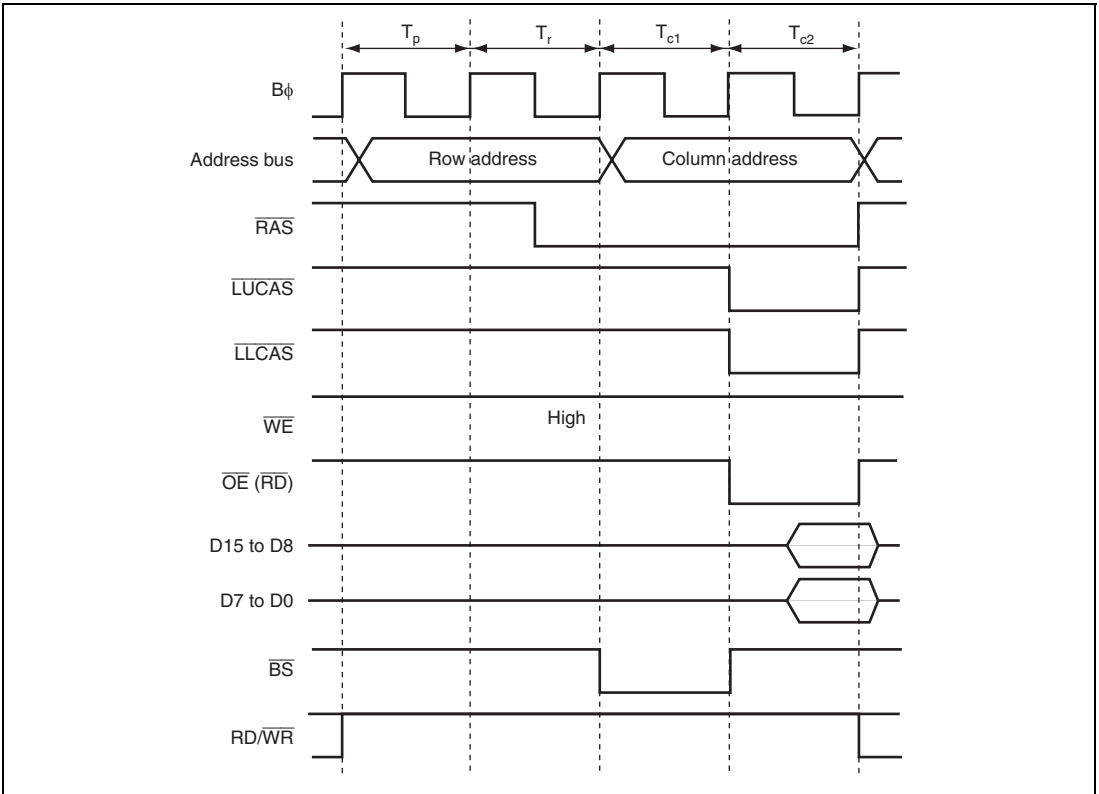 Tp Tr Tc1 Tc2
Bφ
Address bus Row address Column address
RAS
LUCAS
LLCAS
WE High
OE (RD)
D15 to D8
D7 to D0
BS
RD/WR